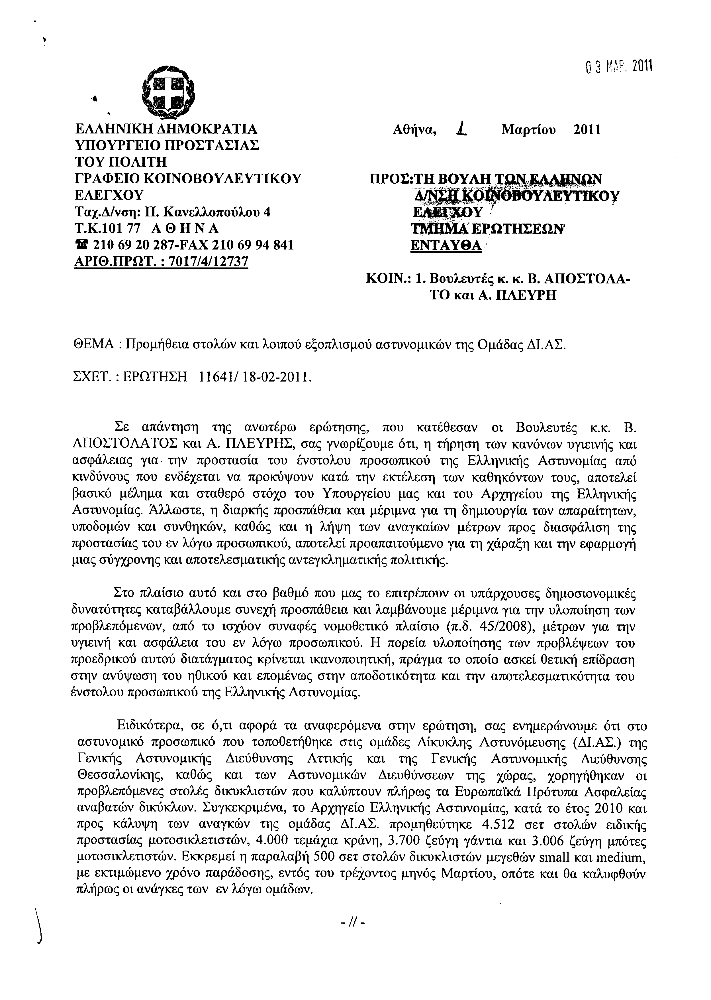 03 ΜΑΡ. 2011
ΕΛΛΗΝΙΚΗ ΔΗΜΟΚΡΑΤΙΑ
ΥΠΟΥΡΓΕΙΟ ΠΡΟΣΤΑΣΙΑΣ
ΤΟΥ ΠΟΛΙΤΗ
ΓΡΑΦΕΙΟ ΚΟΙΝΟΒΟΥΛΕΥΤΙΚΟΥ
ΕΛΕΓΧΟΥ
Ταχ.Δ/νση: Π. Κανελλοπούλου 4
Τ.Κ.101 77 Α Θ Η Ν Α
☎ 210 69 20 287-FAX 210 69 94 841
ΑΡΙΘ.ΠΡΩΤ. : 7017/4/12737
Αθήνα, 1 Μαρτίου 2011
ΠΡΟΣ:ΤΗ ΒΟΥΛΗ ΤΩΝ ΕΛΛΗΝΩΝ
Δ/ΝΣΗ ΚΟΙΝΟΒΟΥΛΕΥΤΙΚΟΥ
ΕΛΕΓΧΟΥ
ΤΜΗΜΑ ΕΡΩΤΗΣΕΩΝ
ΕΝΤΑΥΘΑ
ΚΟΙΝ.: 1. Βουλευτές κ. κ. Β. ΑΠΟΣΤΟΛΑ-
ΤΟ και Α. ΠΛΕΥΡΗ
ΘΕΜΑ : Προμήθεια στολών και λοιπού εξοπλισμού αστυνομικών της Ομάδας ΔΙ.ΑΣ.
ΣΧΕΤ. : ΕΡΩΤΗΣΗ 11641/ 18-02-2011.
Σε απάντηση της ανωτέρω ερώτησης, που κατέθεσαν οι Βουλευτές κ.κ. Β.
ΑΠΟΣΤΟΛΑΤΟΣ και Α. ΠΛΕΥΡΗΣ, σας γνωρίζουμε ότι, η τήρηση των κανόνων υγιεινής και
ασφάλειας για την προστασία του ένστολου προσωπικού της Ελληνικής Αστυνομίας από
κινδύνους που ενδέχεται να προκύψουν κατά την εκτέλεση των καθηκόντων τους, αποτελεί
βασικό μέλημα και σταθερό στόχο του Υπουργείου μας και του Αρχηγείου της Ελληνικής
Αστυνομίας. Άλλωστε, η διαρκής προσπάθεια και μέριμνα για τη δημιουργία των απαραίτητων,
υποδομών και συνθηκών, καθώς και η λήψη των αναγκαίων μέτρων προς διασφάλιση της
προστασίας του εν λόγω προσωπικού, αποτελεί προαπαιτούμενο για τη χάραξη και την εφαρμογή
μιας σύγχρονης και αποτελεσματικής αντεγκληματικής πολιτικής.
Στο πλαίσιο αυτό και στο βαθμό που μας το επιτρέπουν οι υπάρχουσες δημοσιονομικές
δυνατότητες καταβάλλουμε συνεχή προσπάθεια και λαμβάνουμε μέριμνα για την υλοποίηση των
προβλεπόμενων, από το ισχύον συναφές νομοθετικό πλαίσιο (π.δ. 45/2008), μέτρων για την
υγιεινή και ασφάλεια του εν λόγω προσωπικού. Η πορεία υλοποίησης των προβλέψεων του
προεδρικού αυτού διατάγματος κρίνεται ικανοποιητική, πράγμα το οποίο ασκεί θετική επίδραση
στην ανύψωση του ηθικού και επομένως στην αποδοτικότητα και την αποτελεσματικότητα του
ένστολου προσωπικού της Ελληνικής Αστυνομίας.
Ειδικότερα, σε ό,τι αφορά τα αναφερόμενα στην ερώτηση, σας ενημερώνουμε ότι στο
αστυνομικό προσωπικό που τοποθετήθηκε στις ομάδες Δίκυκλης Αστυνόμευσης (ΔΙ.ΑΣ.) της
Γενικής Αστυνομικής Διεύθυνσης Αττικής και της Γενικής Αστυνομικής Διεύθυνσης
Θεσσαλονίκης, καθώς και των Αστυνομικών Διευθύνσεων της χώρας, χορηγήθηκαν οι
προβλεπόμενες στολές δικυκλιστών που καλύπτουν πλήρως τα Ευρωπαϊκά Πρότυπα Ασφαλείας
αναβατών δικύκλων. Συγκεκριμένα, το Αρχηγείο Ελληνικής Αστυνομίας, κατά το έτος 2010 και
προς κάλυψη των αναγκών της ομάδας ΔΙ.ΑΣ. προμηθεύτηκε 4.512 σετ στολών ειδικής
προστασίας μοτοσικλετιστών, 4.000 τεμάχια κράνη, 3.700 ζεύγη γάντια και 3.006 ζεύγη μπότες
μοτοσικλετιστών. Εκκρεμεί η παραλαβή 500 σετ στολών δικυκλιστών μεγεθών small και medium,
με εκτιμώμενο χρόνο παράδοσης, εντός του τρέχοντος μηνός Μαρτίου, οπότε και θα καλυφθούν
πλήρως οι ανάγκες των εν λόγω ομάδων.
- // -